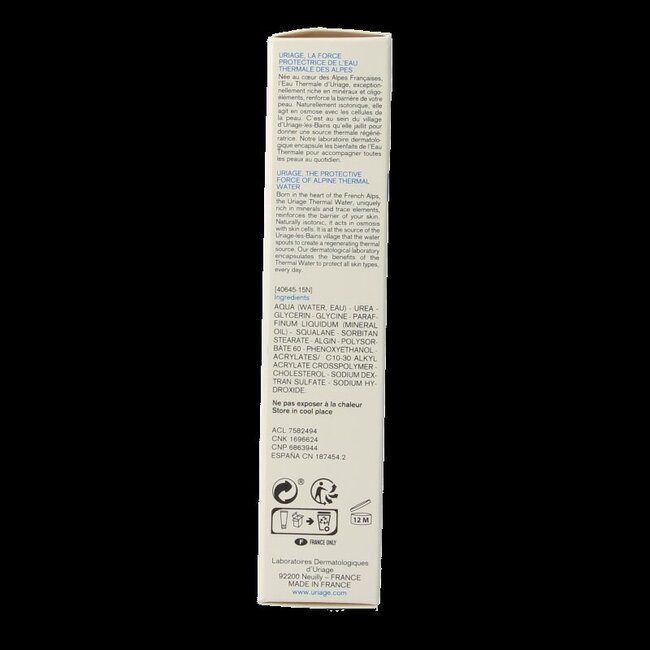 URIAGE, LA FORCE
PROTECTRICE DE L'EAU
THERMALE DES ALPES
Née au cœur des Alpes Françaises,
l'Eau Thermale d'Uriage, exception-
nellement riche en minéraux et oligo-
éléments, renforce la barrière de votre
peau. Naturellement isotonique, elle
agit en osmose avec les cellules de
la peau. C'est au sein du village
d'Uriage-les-Bains qu'elle jaillit pour
donner une source thermale régéné-
ratrice. Notre laboratoire dermatolo-
gique encapsule les bienfaits de l'Eau
Thermale pour accompagner toutes
les peaux au quotidien.
URIAGE, THE PROTECTIVE
FORCE OF ALPINE THERMAL
WATER
Born in the heart of the French Alps,
the Uriage Thermal Water, uniquely
rich in minerals and trace elements,
reinforces the barrier of your skin.
Naturally isotonic, it acts in osmosis
with skin cells. It is at the source of the
Uriage-les-Bains village that the water
spouts to create a regenerating thermal
source. Our dermatological laboratory
encapsulates the benefits of the
Thermal Water to protect all skin types,
every day.
[40645-15N]
Ingredients
AQUA (WATER, EAU) - UREA -
GLYCERIN - GLYCINE - PARAF-
FINUM LIQUIDUM (MINERAL
OIL) - SQUALANE - SORBITAN
STEARATE - ALGIN - POLYSOR-
BATE 60 - PHENOXYETHANOL -
ACRYLATES/ C10-30 ALKYL
ACRYLATE CROSSPOLYMER -
CHOLESTEROL - SODIUM DEX-
TRAN SULFATE - SODIUM HY-
DROXIDE.
Ne pas exposer à la chaleur
Store in cool place
ACL 7582494
CNK 1696624
CNP 6863944
ESPAÑA CN 187454.2
®
12 M
F FRANCE ONLY
Laboratoires Dermatologiques
d'Uriage
92200 Neuilly – FRANCE
MADE IN FRANCE
www.uriage.com